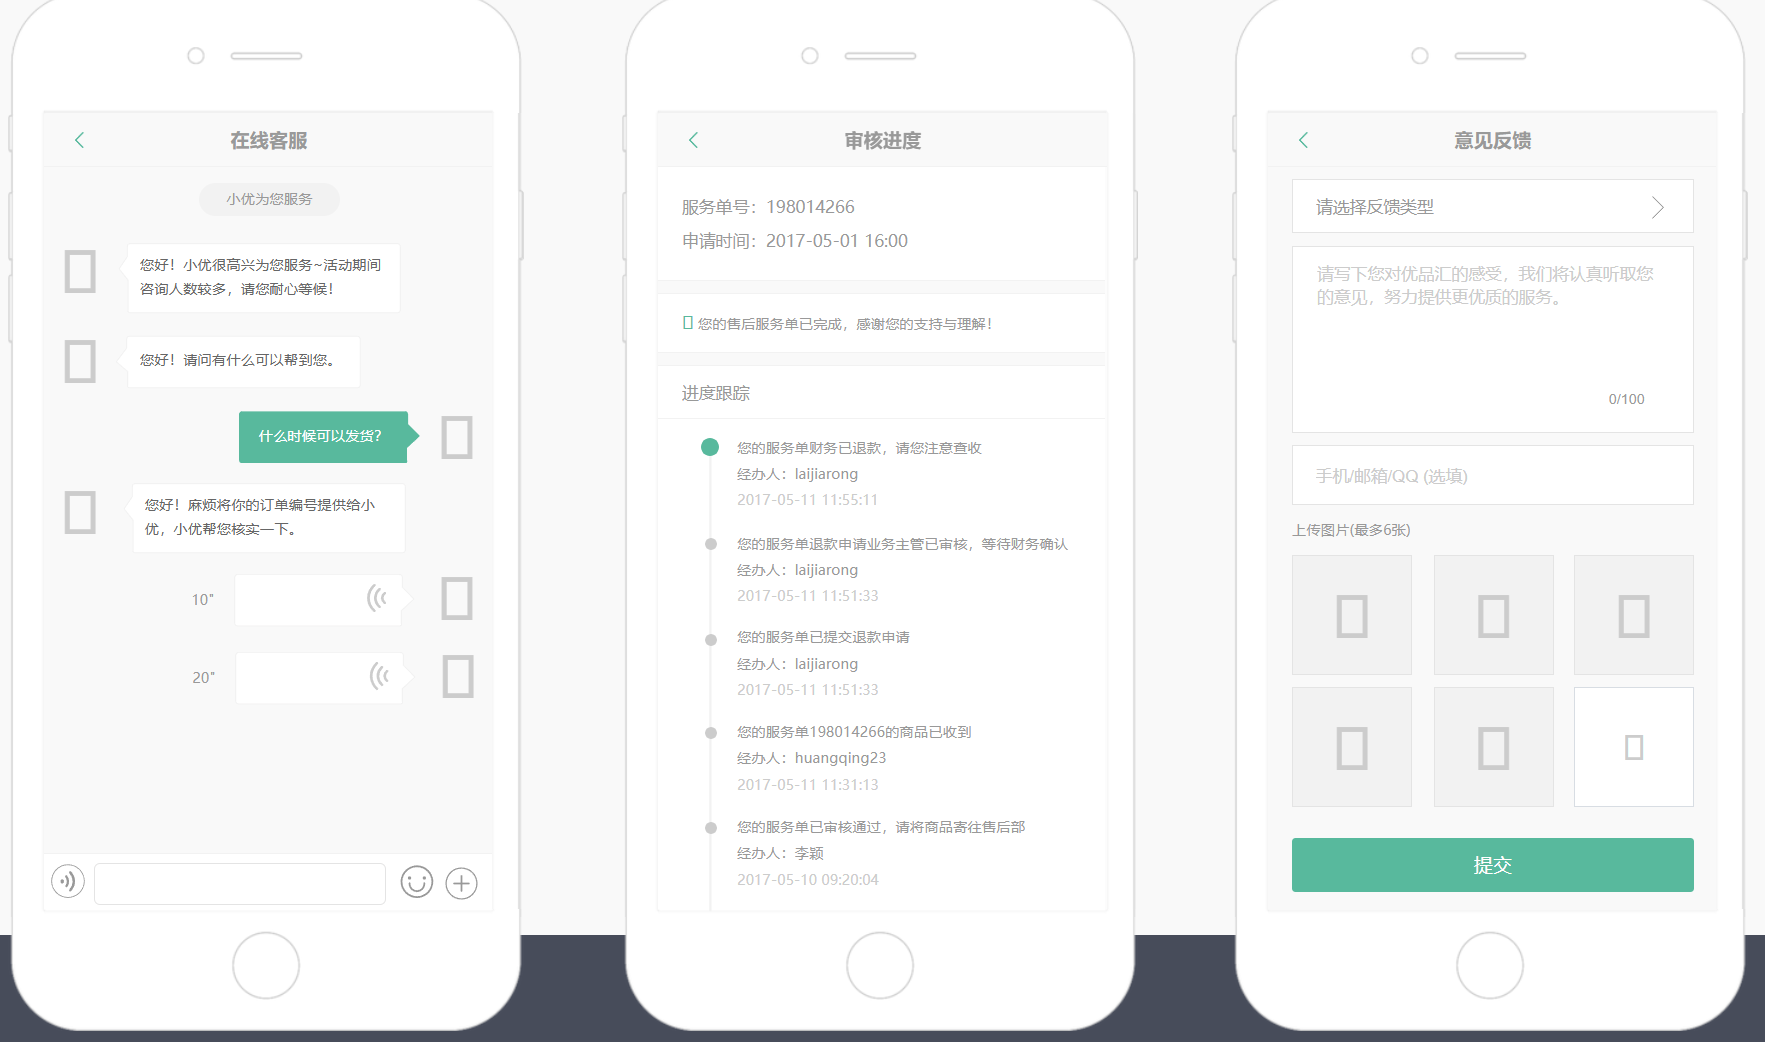 在线客服
小优为您服务
您好！小优很高兴为您服务~活动期间
咨询人数较多，请您耐心等候！
您好！请问有什么可以帮到您。
什么时候可以发货？
您好！麻烦将你的订单编号提供给小
优，小优帮您核实一下。
10"
20"
审核进度
服务单号：198014266
申请时间：2017-05-01 16:00
您的售后服务单已完成，感谢您的支持与理解！
进度跟踪
您的服务单财务已退款，请您注意查收
经办人：laijiarong
2017-05-11 11:55:11
您的服务单退款申请业务主管已审核，等待财务确认
经办人：laijiarong
2017-05-11 11:51:33
您的服务单已提交退款申请
经办人：laijiarong
2017-05-11 11:51:33
您的服务单198014266的商品已收到
经办人：huangqing23
2017-05-11 11:31:13
您的服务单已审核通过，请将商品寄往售后部
经办人：李颖
2017-05-10 09:20:04
意见反馈
请选择反馈类型
请写下您对优品汇的感受，我们将认真听取您
的意见，努力提供更优质的服务。
0/100
手机/邮箱/QQ (选填)
上传图片(最多6张)
提交